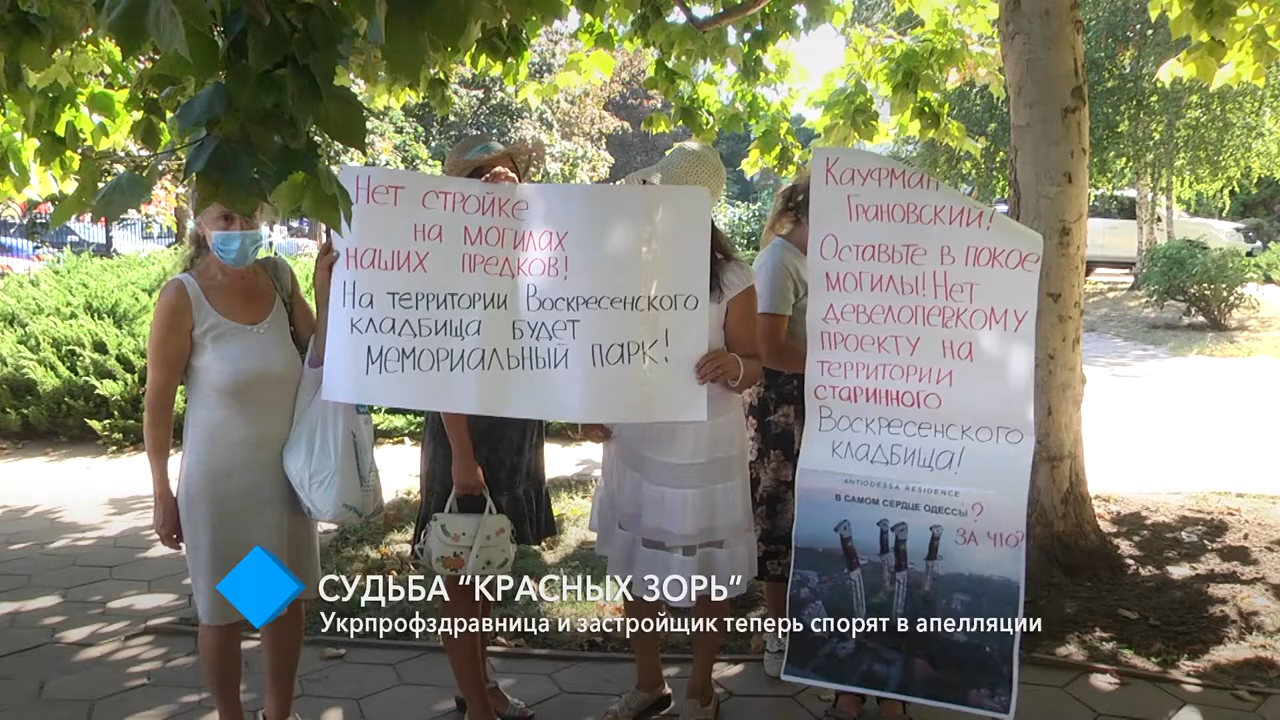 Нет стройке
на могилах
наших предков!
На территории Воскресенского
кладбища будет
мемориальный парк!
Кауфман
Грановский!
Оставьте в покое
могилы! Нет
девелоперскому
проекту на
территории
старинного
Воскресенского
кладбища!
ANTIODESSA RESIDENCE
В САМОМ СЕРДЦЕ ОДЕССЫ?
ЗА ЧТО?
СУДЬБА “КРАСНЫХ ЗОРЬ”
Укрпрофздравница и застройщик теперь спорят в апелляции